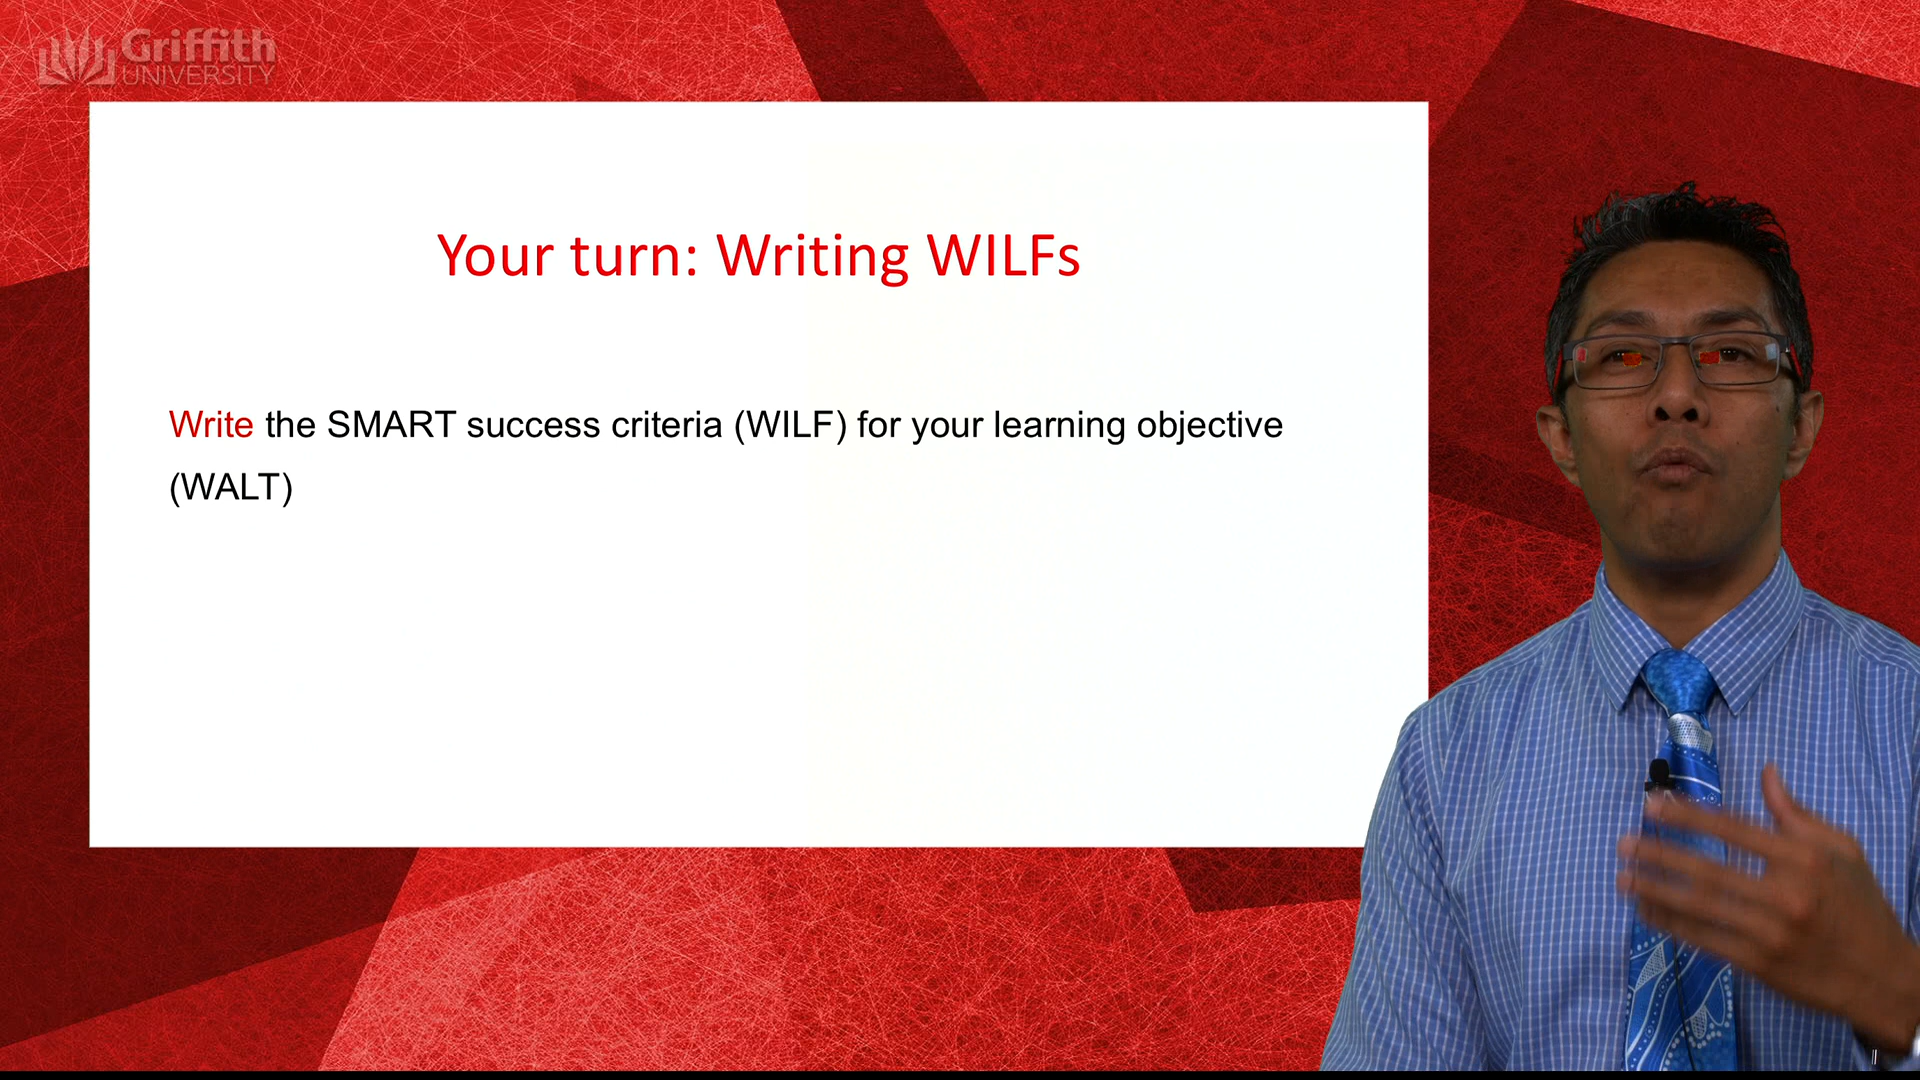 Griffith
UNIVERSITY
Your turn: Writing WILFs
Write the SMART success criteria (WILF) for your learning objective
(WALT)